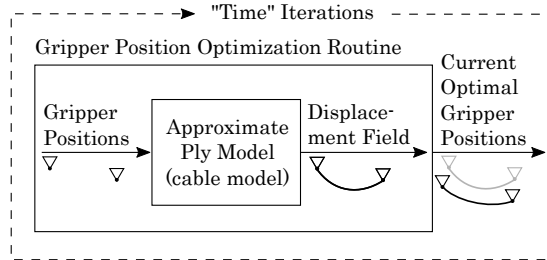 "Time" Iterations
Gripper Position Optimization Routine
Gripper
Positions
Approximate
Ply Model
(cable model)
Displace-
ment Field
Current
Optimal
Gripper
Positions